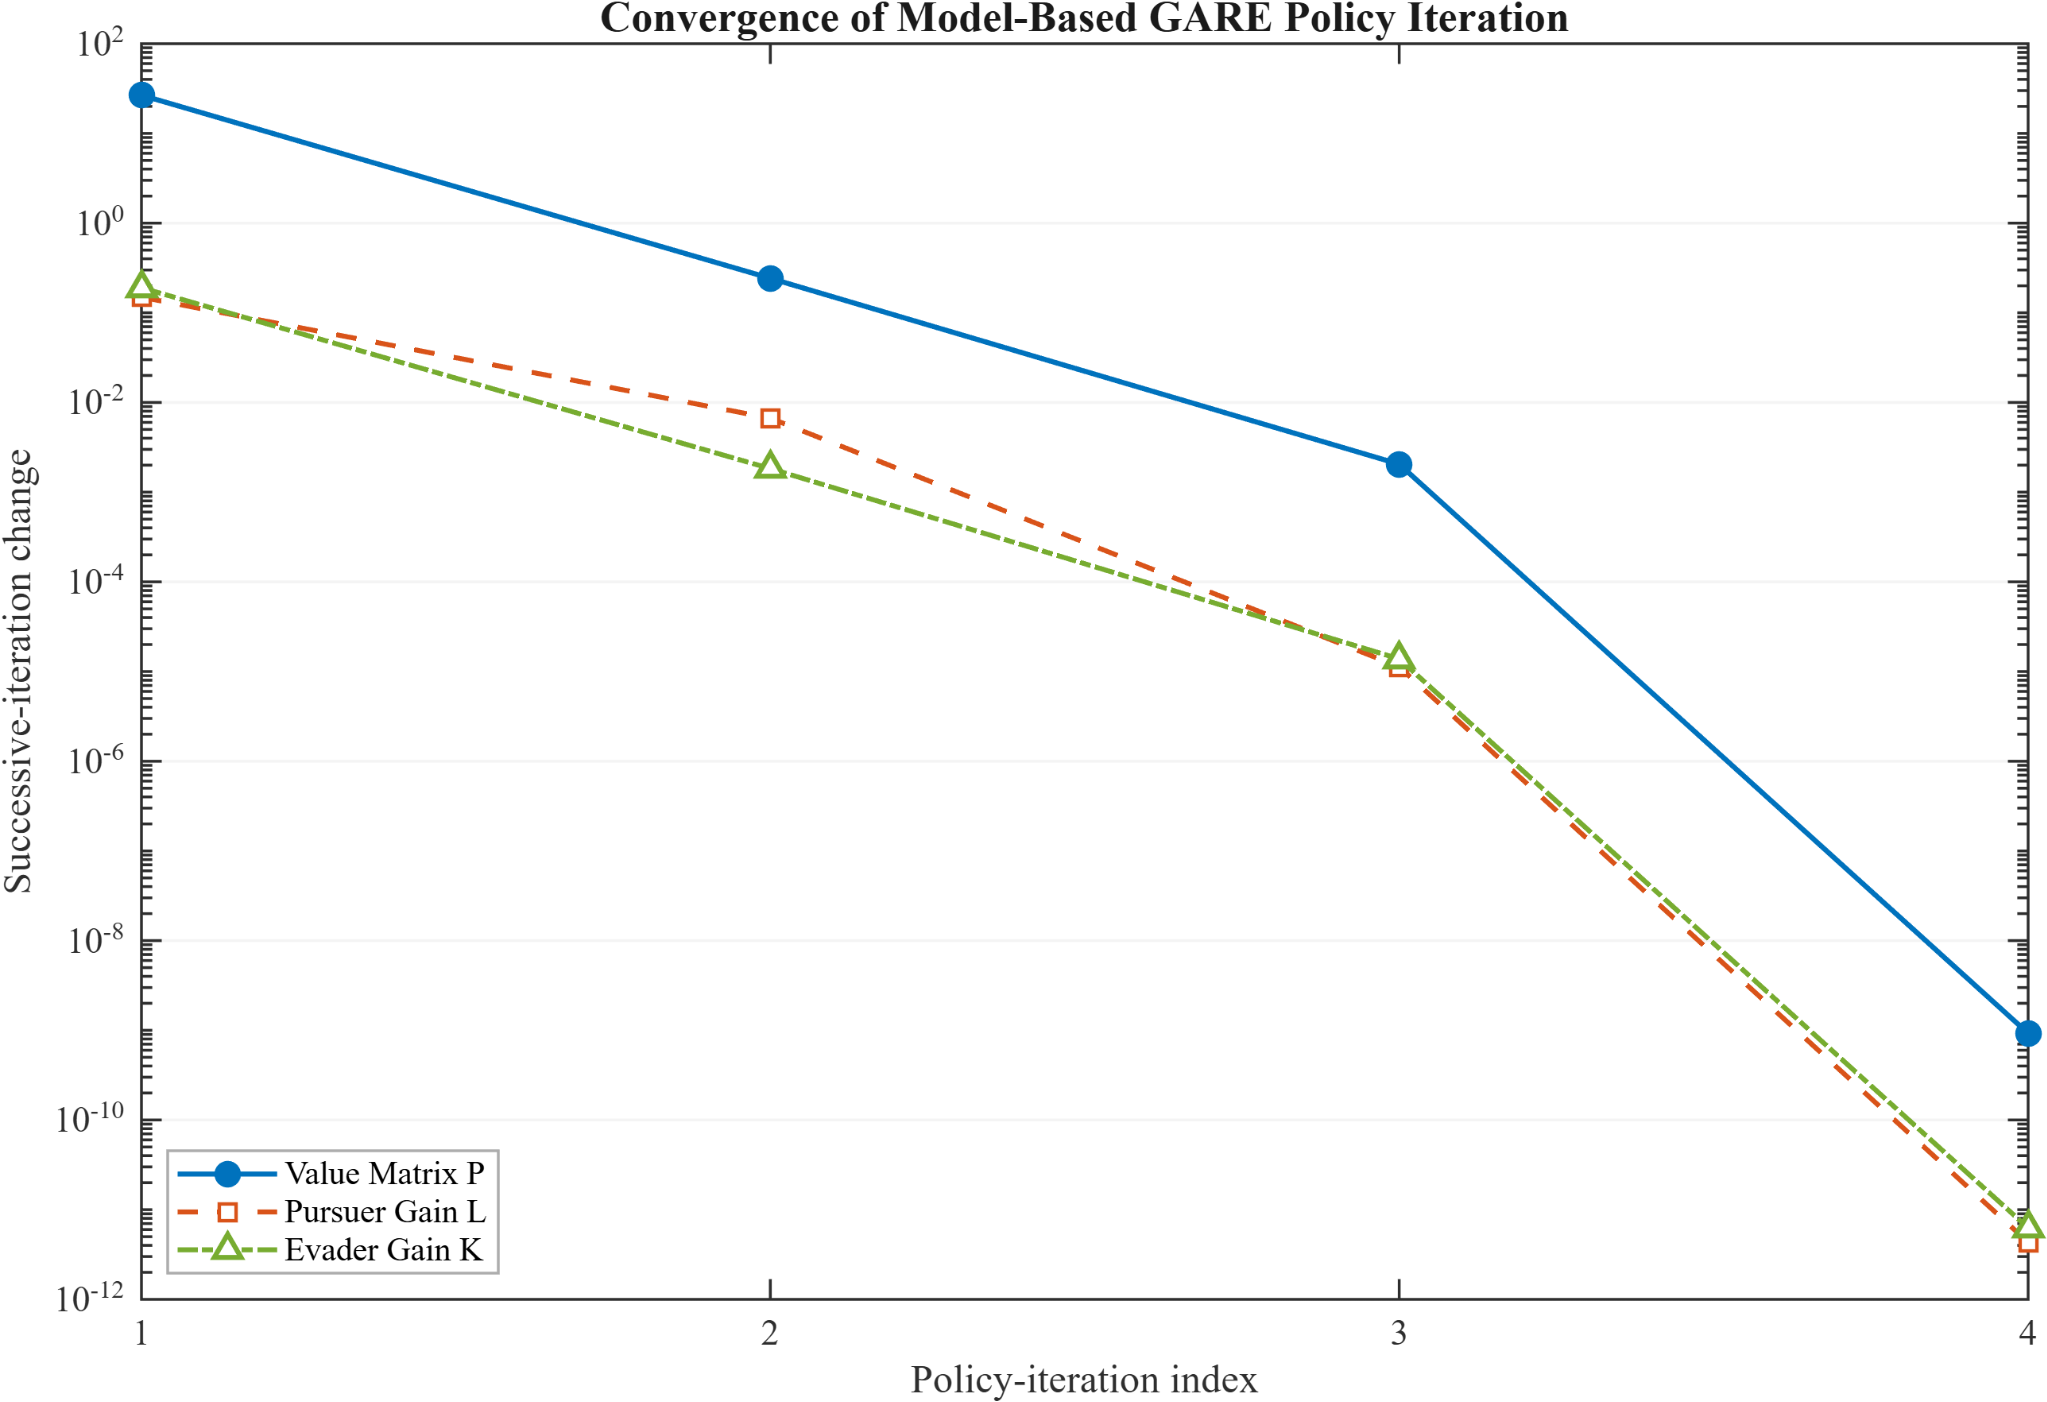 Convergence of Model-Based GARE Policy Iteration
10^2
10^0
10^-2
10^-4
10^-6
10^-8
10^-10
10^-12
Successive-iteration change
Value Matrix P
Pursuer Gain L
Evader Gain K
1 2 3 4
Policy-iteration index